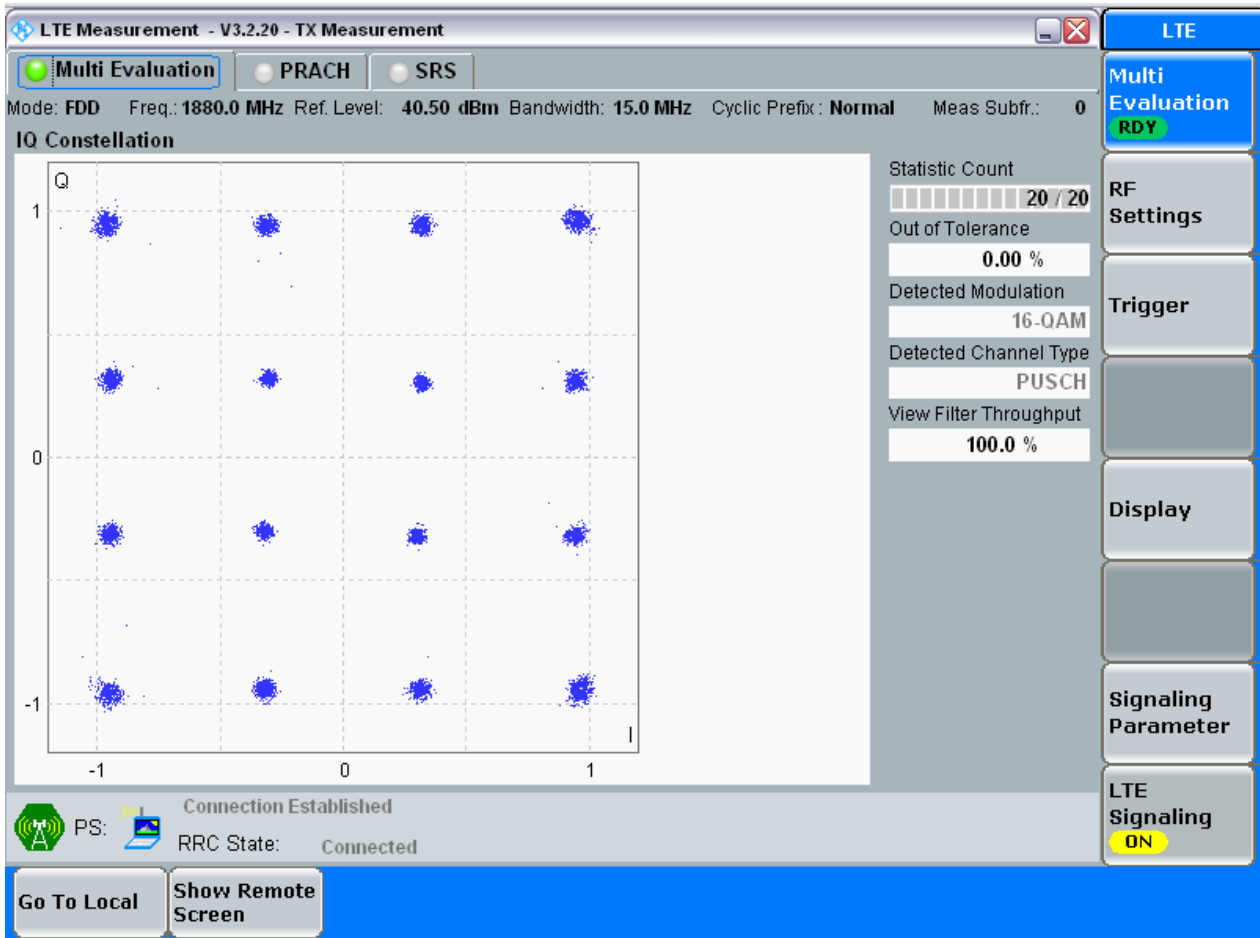 LTE Measurement - V3.2.20 - TX Measurement
LTE
Multi Evaluation PRACH SRS
Mode: FDD Freq.: 1880.0 MHz Ref. Level: 40.50 dBm Bandwidth: 15.0 MHz Cyclic Prefix : Normal Meas Subfr.: 0
IQ Constellation
Q
1
0
-1
I
-1 0 1
Statistic Count
20 / 20
Out of Tolerance
0.00 %
Detected Modulation
16-QAM
Detected Channel Type
PUSCH
View Filter Throughput
100.0 %
Multi
Evaluation
RDY
RF
Settings
Trigger
Display
Signaling
Parameter
LTE
Signaling
ON
PS: Connection Established
RRC State: Connected
Go To Local
Show Remote
Screen